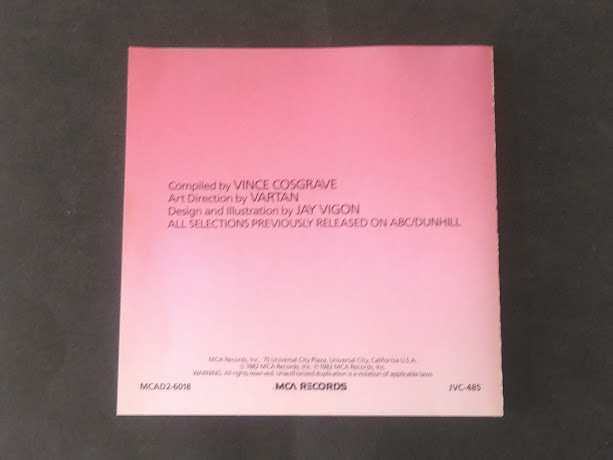 Compiled by VINCE COSGRAVE
Art Direction by VARTAN
Design and Illustration by JAY VIGON
ALL SELECTIONS PREVIOUSLY RELEASED ON ABC/DUNHILL
MCA Records, Inc., 70 Universal City Plaza, Universal City, California U.S.A.
© 1982 MCA Records, Inc. ℗ 1982 MCA Records, Inc.
WARNING: All rights reserved. Unauthorized duplication is a violation of applicable laws
MCAD2-6018 MCA RECORDS JVC-485